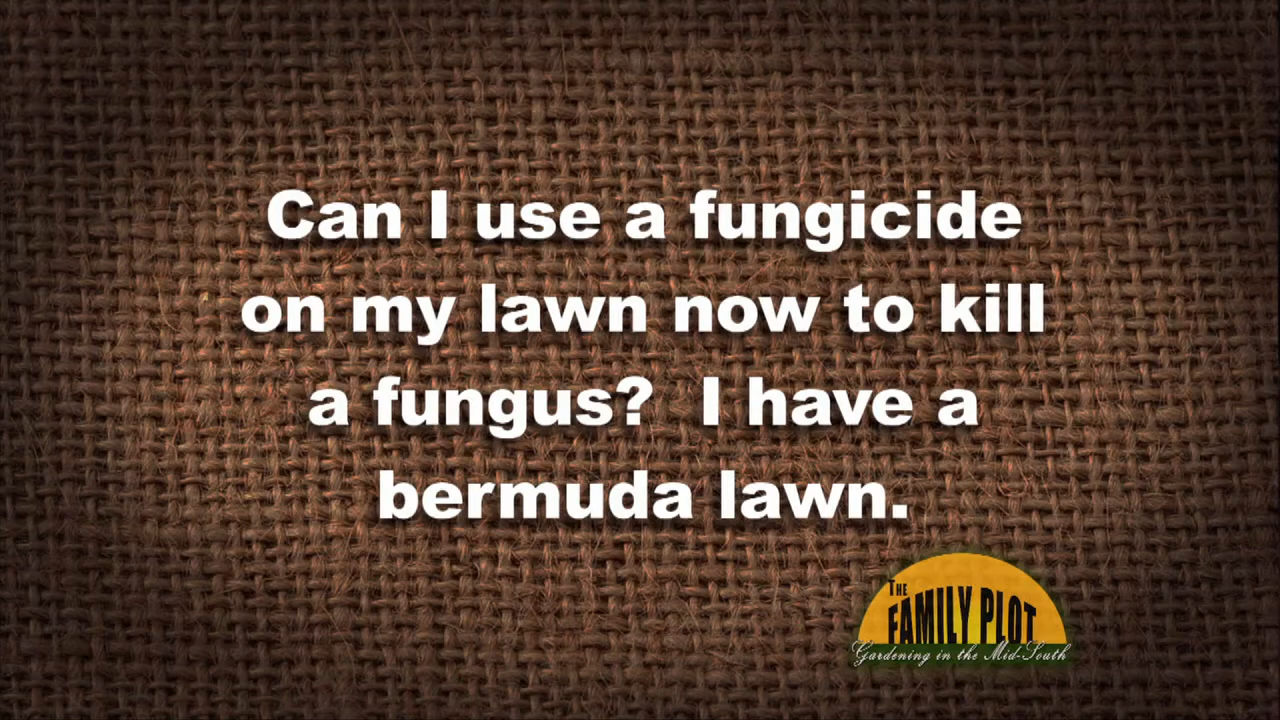 Can I use a fungicide
on my lawn now to kill
a fungus?  I have a
bermuda lawn.
THE
FAMILY PLOT
Gardening in the Mid-South